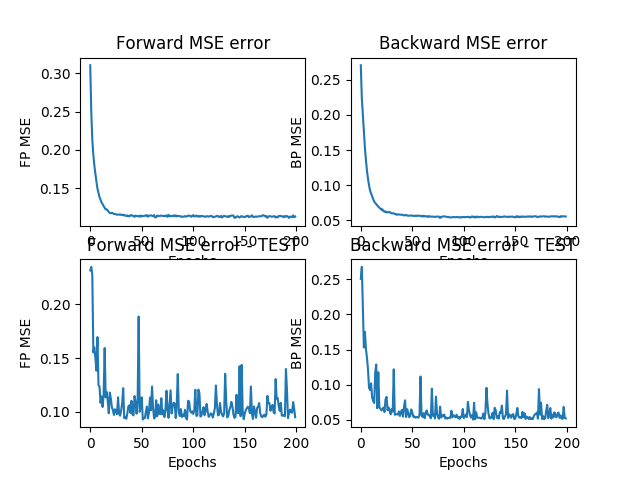 Forward MSE error
Backward MSE error
FP MSE
0.30
0.25
0.20
0.15
0 50 100 150 200
Epochs
BP MSE
0.25
0.20
0.15
0.10
0.05
0 50 100 150 200
Forward MSE error - TEST
Backward MSE error - TEST
FP MSE
0.20
0.15
0.10
0 50 100 150 200
Epochs
BP MSE
0.25
0.20
0.15
0.10
0.05
0 50 100 150 200
Epochs